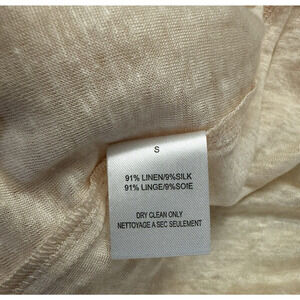 S
91% LINEN/9%SILK
91% LINGE/9%SOIE
DRY CLEAN ONLY
NETTOYAGE A SEC SEULEMENT